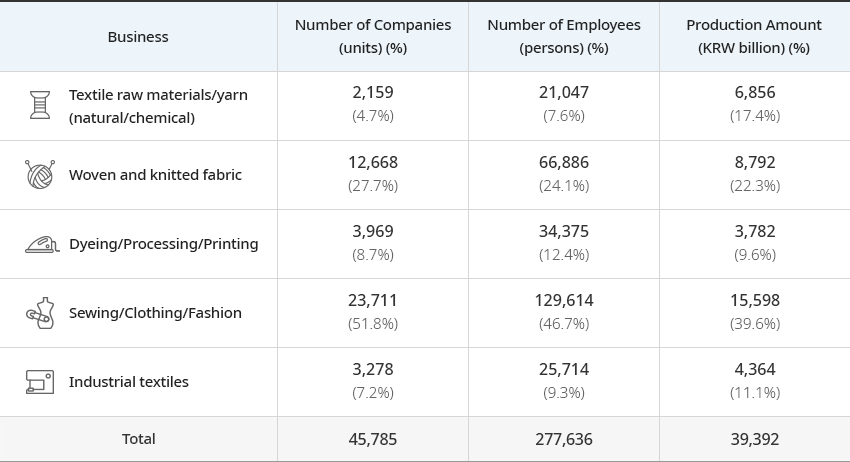 Business
Number of Companies
(units) (%)
Number of Employees
(persons) (%)
Production Amount
(KRW billion) (%)
Textile raw materials/yarn
(natural/chemical)
2,159
(4.7%)
21,047
(7.6%)
6,856
(17.4%)
Woven and knitted fabric
12,668
(27.7%)
66,886
(24.1%)
8,792
(22.3%)
Dyeing/Processing/Printing
3,969
(8.7%)
34,375
(12.4%)
3,782
(9.6%)
Sewing/Clothing/Fashion
23,711
(51.8%)
129,614
(46.7%)
15,598
(39.6%)
Industrial textiles
3,278
(7.2%)
25,714
(9.3%)
4,364
(11.1%)
Total
45,785
277,636
39,392